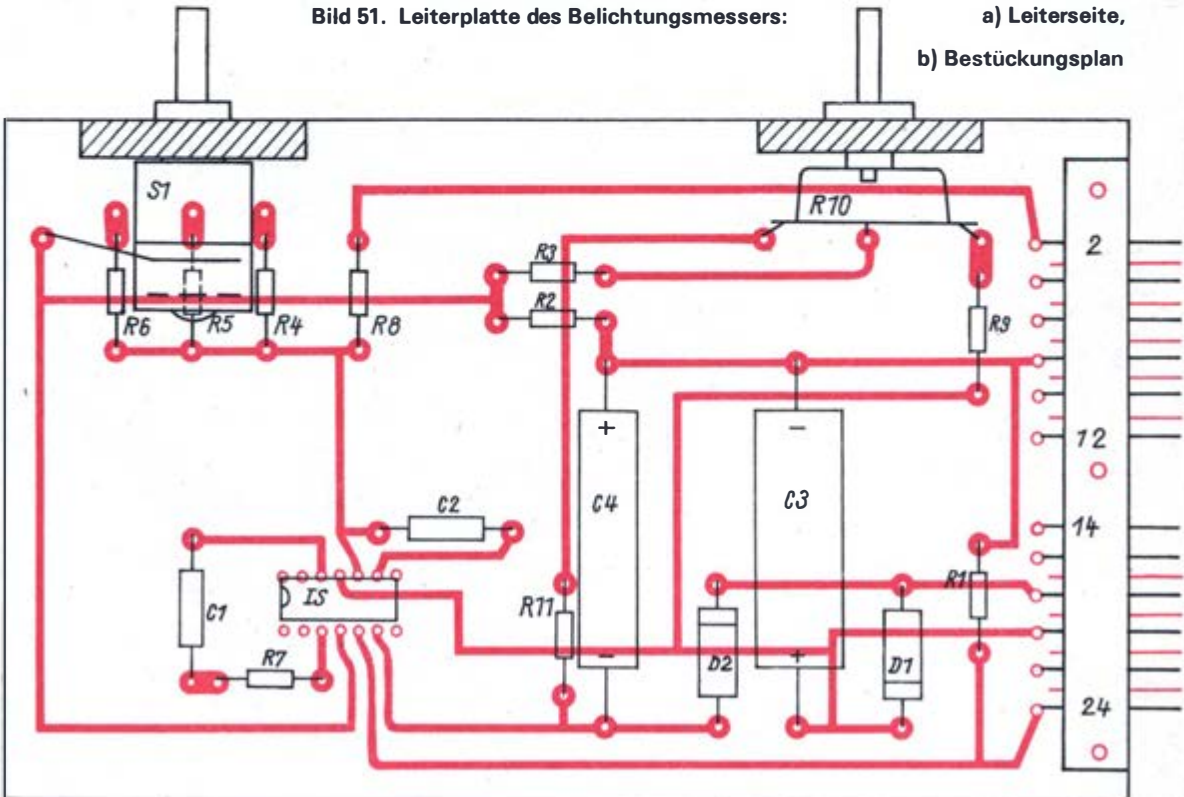 Bild 51. Leiterplatte des Belichtungsmessers: a) Leiterseite,
b) Bestückungsplan
S1
R10
2
R3
R2
R6 R5 R4 R8
R9
+
−
12
C2
C4
C3
14
C1
IS
R11
R1
R7
−
D2
+
D1
24